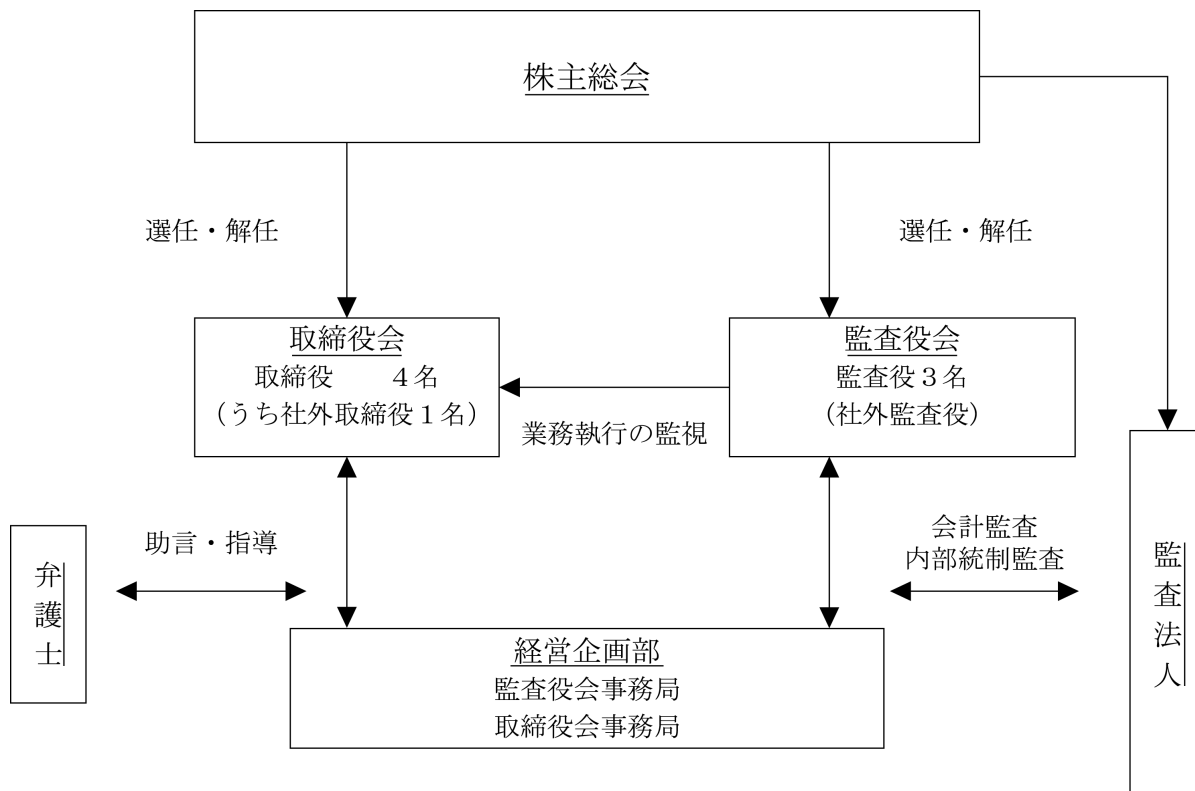 株主総会
選任・解任
選任・解任
取締役会
取締役　　４名
（うち社外取締役１名）
業務執行の監視
監査役会
監査役３名
（社外監査役）
弁護士
助言・指導
会計監査
内部統制監査
監査法人
経営企画部
監査役会事務局
取締役会事務局